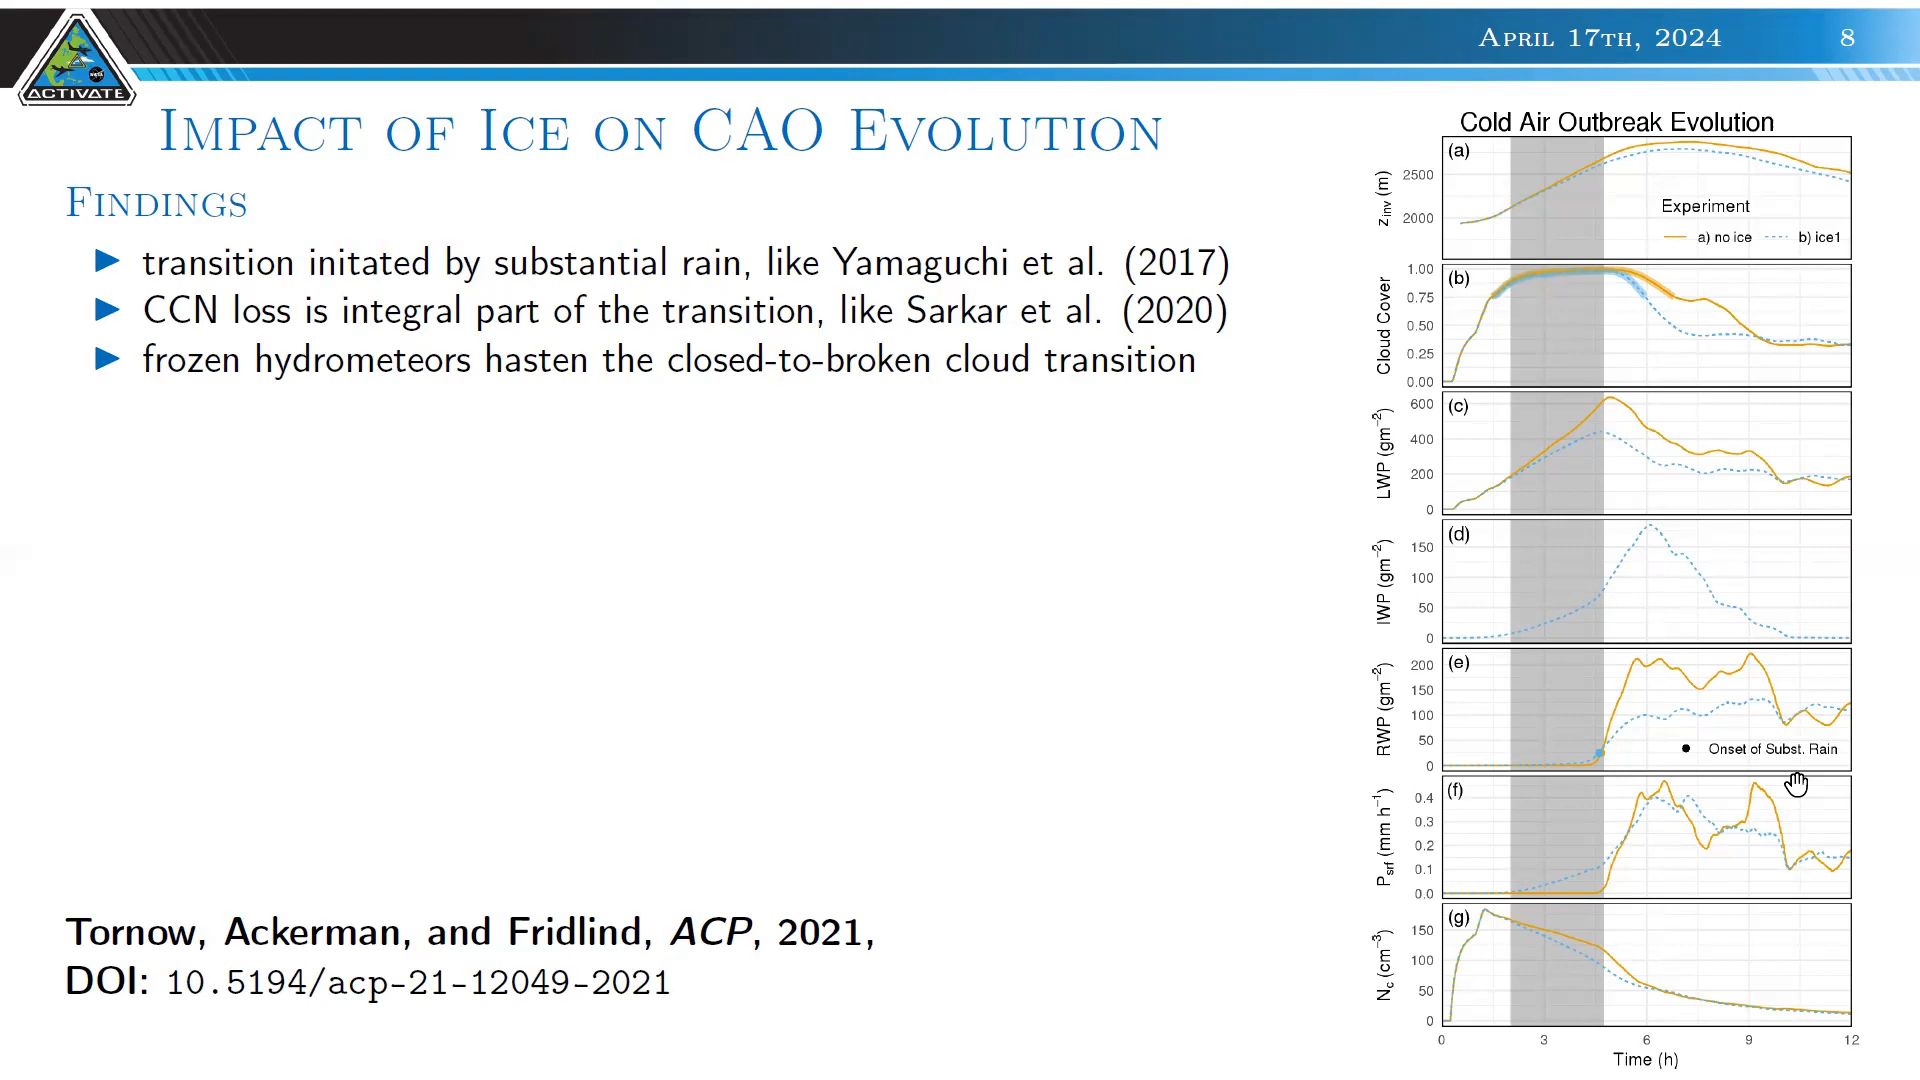 APRIL 17TH, 2024 8
ACTIVATE
IMPACT OF ICE ON CAO EVOLUTION
FINDINGS
transition initated by substantial rain, like Yamaguchi et al. (2017)
CCN loss is integral part of the transition, like Sarkar et al. (2020)
frozen hydrometeors hasten the closed-to-broken cloud transition
Tornow, Ackerman, and Fridlind, ACP, 2021,
DOI: 10.5194/acp-21-12049-2021
Cold Air Outbreak Evolution
(a)
z_inv (m)
2500
2000
Experiment
a) no ice b) ice1
(b)
Cloud Cover
1.00
0.75
0.50
0.25
0.00
(c)
LWP (gm⁻²)
600
400
200
0
(d)
IWP (gm⁻²)
150
100
50
0
(e)
RWP (gm⁻²)
200
150
100
50
0
Onset of Subst. Rain
(f)
P_srf (mm h⁻¹)
0.4
0.3
0.2
0.1
0.0
(g)
N_c (cm⁻³)
150
100
50
0
0 3 6 9 12
Time (h)